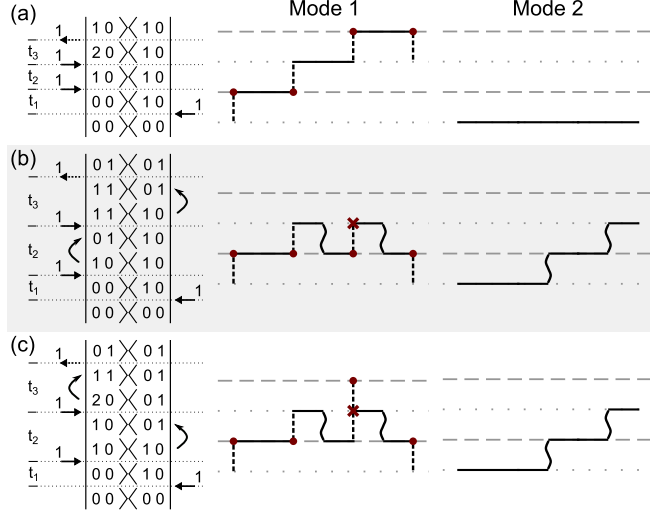 Mode 1 Mode 2
(a)
1 1 0 1 0
t3 1 2 0 1 0
t2 1 1 0 1 0
t1 0 0 1 0 1
0 0 0 0
(b)
1 0 1 0 1
1 1 0 1
t3 1 1 1 0
1 0 1 1 0
t2 1 1 0 1 0
t1 0 0 1 0 1
0 0 0 0
(c)
1 0 1 0 1
1 1 0 1
t3 2 0 0 1
1 1 0 0 1
t2 1 1 0 1 0
t1 0 0 1 0 1
0 0 0 0